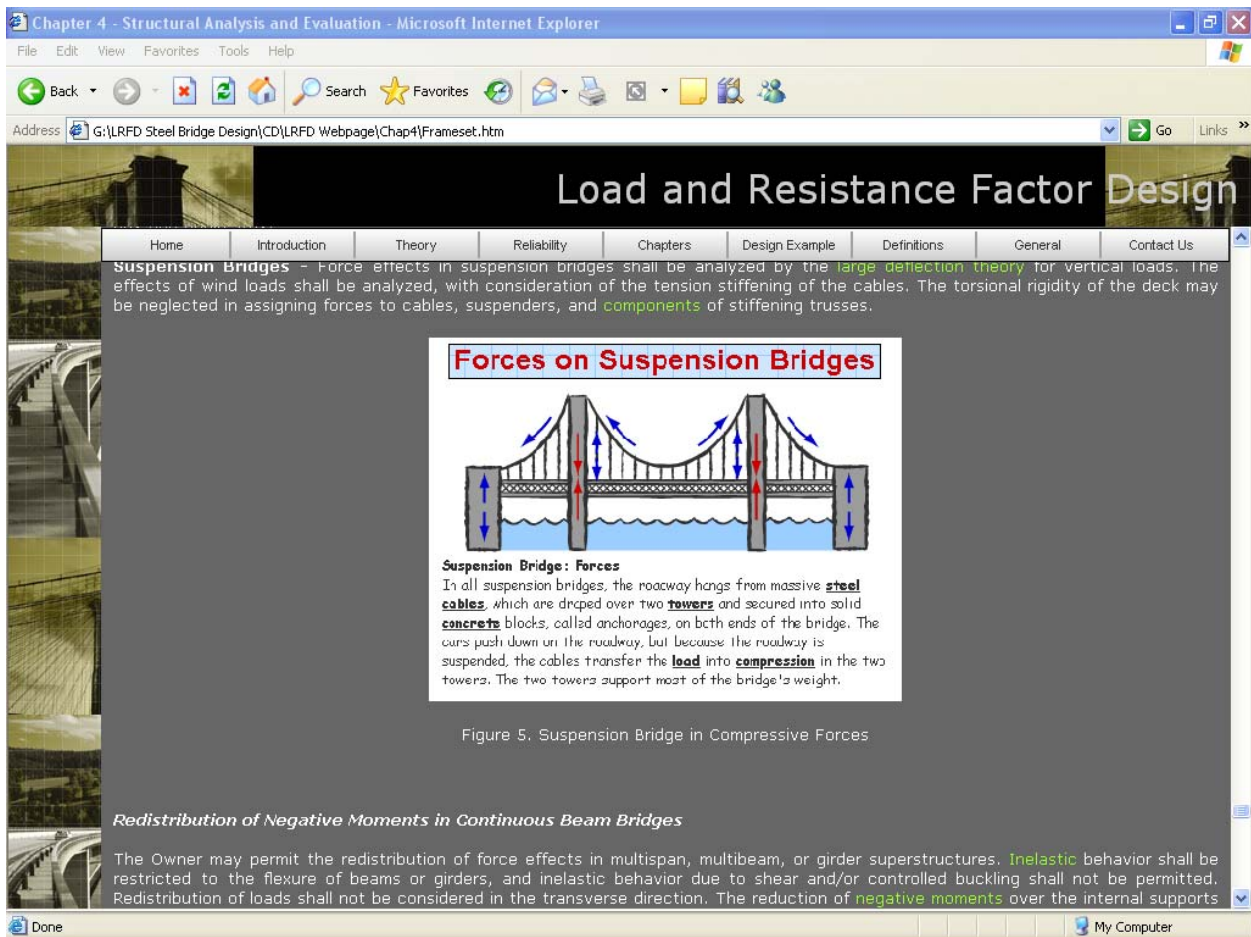 Chapter 4 - Structural Analysis and Evaluation - Microsoft Internet Explorer
File Edit View Favorites Tools Help
Back Search Favorites
Address G:\LRFD Steel Bridge Design\CD\LRFD Webpage\Chap4\Frameset.htm Go Links »
Load and Resistance Factor Design
Home Introduction Theory Reliability Chapters Design Example Definitions General Contact Us
Suspension Bridges – Force effects in suspension bridges shall be analyzed by the large deflection theory for vertical loads. The
effects of wind loads shall be analyzed, with consideration of the tension stiffening of the cables. The torsional rigidity of the deck may
be neglected in assigning forces to cables, suspenders, and components of stiffening trusses.
Forces on Suspension Bridges
Suspension Bridge: Forces
In all suspension bridges, the roadway hangs from massive steel
cables, which are draped over two towers and secured into solid
concrete blocks, called anchorages, on both ends of the bridge. The
cars push down on the roadway, but because the roadway is
suspended, the cables transfer the load into compression in the two
towers. The two towers support most of the bridge's weight.
Figure 5. Suspension Bridge in Compressive Forces
Redistribution of Negative Moments in Continuous Beam Bridges
The Owner may permit the redistribution of force effects in multispan, multibeam, or girder superstructures. Inelastic behavior shall be
restricted to the flexure of beams or girders, and inelastic behavior due to shear and/or controlled buckling shall not be permitted.
Redistribution of loads shall not be considered in the transverse direction. The reduction of negative moments over the internal supports
Done My Computer